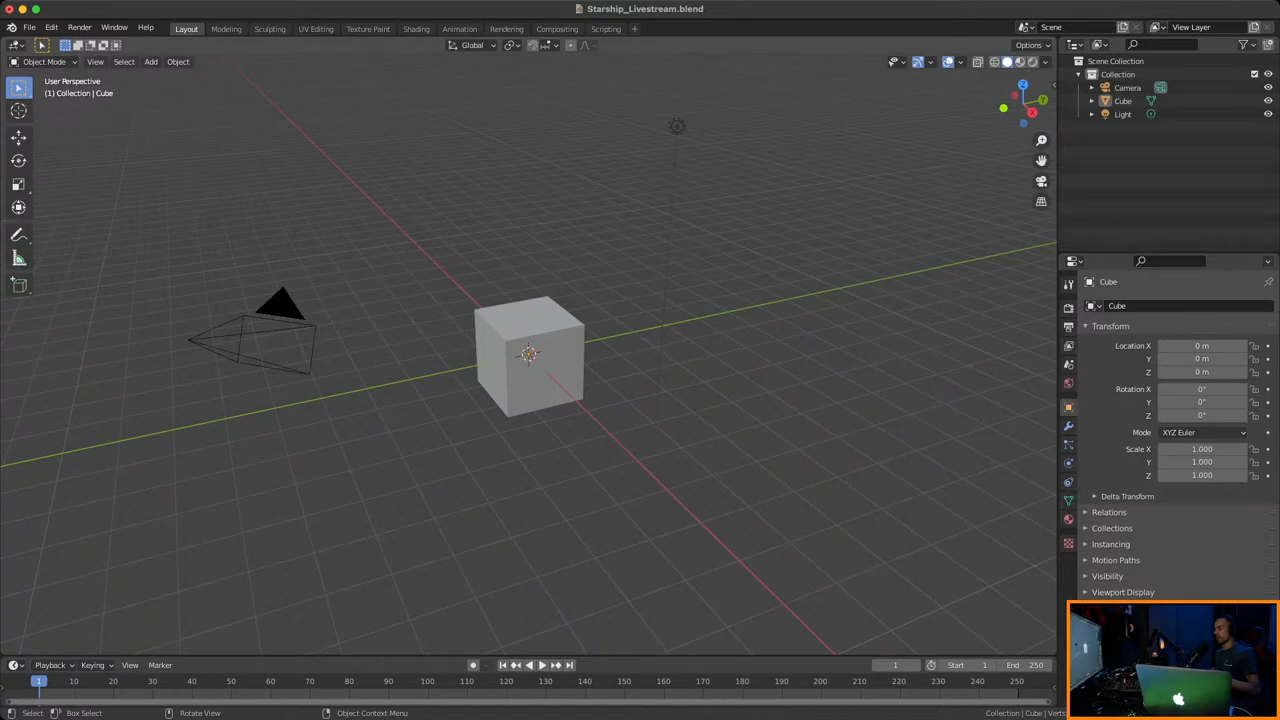 Starship_Livestream.blend
File Edit Render Window Help
Layout Modeling Sculpting UV Editing Texture Paint Shading Animation Compositing Rendering Scripting +
Scene
View Layer
Global
Options
Object Mode View Select Add Object
User Perspective
(1) Collection | Cube
Z
Y
X
Scene Collection
Collection
Camera
Cube
Light
Cube
Cube
Transform
Location X 0 m
Y 0 m
Z 0 m
Rotation X 0°
Y 0°
Z 0°
Mode XYZ Euler
Scale X 1.000
Y 1.000
Z 1.000
Delta Transform
Relations
Collections
Instancing
Motion Paths
Visibility
Viewport Display
Playback Keying View Marker
1 Start 1 End 250
1 10 20 30 40 50 60 70 80 90 100 110 120 130 140 150 160 170 180 190 200 210 220 230 240 250
Select Box Select Rotate View Object Context Menu
Collection | Cube | Verts: